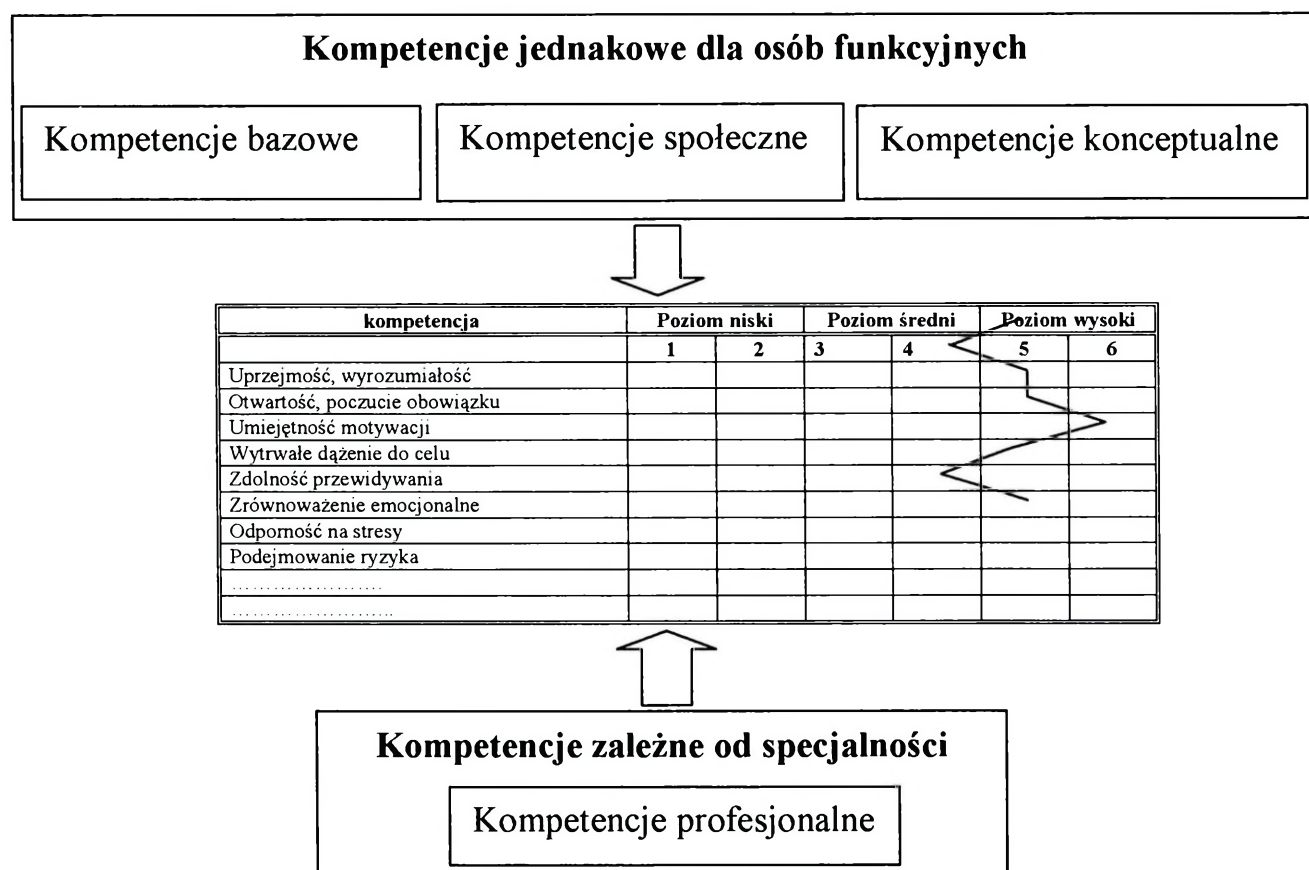 Kompetencje jednakowe dla osób funkcyjnych
Kompetencje bazowe Kompetencje społeczne Kompetencje konceptualne
kompetencja Poziom niski Poziom średni Poziom wysoki
1 2 3 4 5 6
Uprzejmość, wyrozumiałość
Otwartość, poczucie obowiązku
Umiejętność motywacji
Wytrwałe dążenie do celu
Zdolność przewidywania
Zrównoważenie emocjonalne
Odporność na stresy
Podejmowanie ryzyka
…………………….
……………………...
Kompetencje zależne od specjalności
Kompetencje profesjonalne